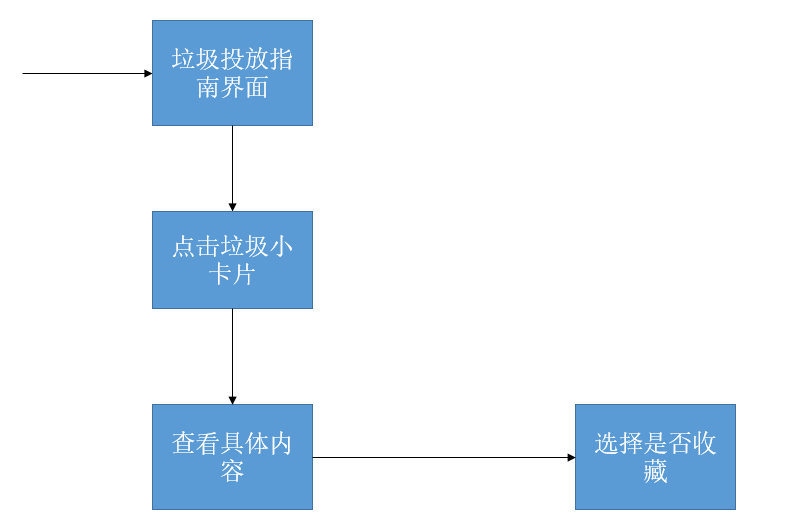 垃圾投放指
南界面
点击垃圾小
卡片
查看具体内
容
选择是否收
藏